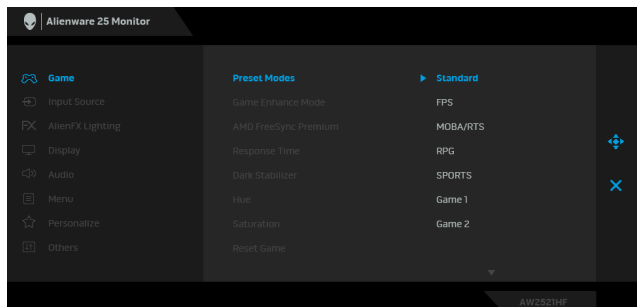 Alienware 25 Monitor
Game
Input Source
AlienFX Lighting
Display
Audio
Menu
Personalize
Others
Preset Modes
Game Enhance Mode
AMD FreeSync Premium
Response Time
Dark Stabilizer
Hue
Saturation
Reset Game
Standard
FPS
MOBA/RTS
RPG
SPORTS
Game 1
Game 2
AW2521HF